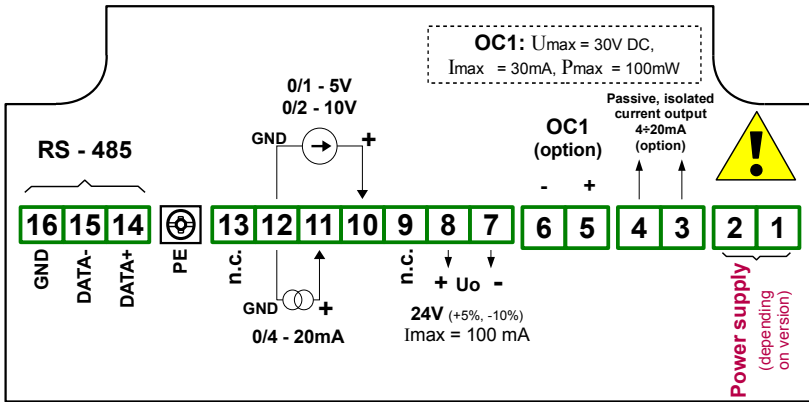 OC1: Umax = 30V DC,
Imax = 30mA, Pmax = 100mW
0/1 - 5V
0/2 - 10V
Passive, isolated
current output
4÷20mA
(option)
RS - 485
GND
+
OC1
(option)
- +
16 15 14 13 12 11 10 9 8 7 6 5 4 3 2 1
GND
DATA-
DATA+
PE
n.c.
GND
+
0/4 - 20mA
n.c.
+ Uo -
24V (+5%, -10%)
Imax = 100 mA
Power supply
(depending
on version)